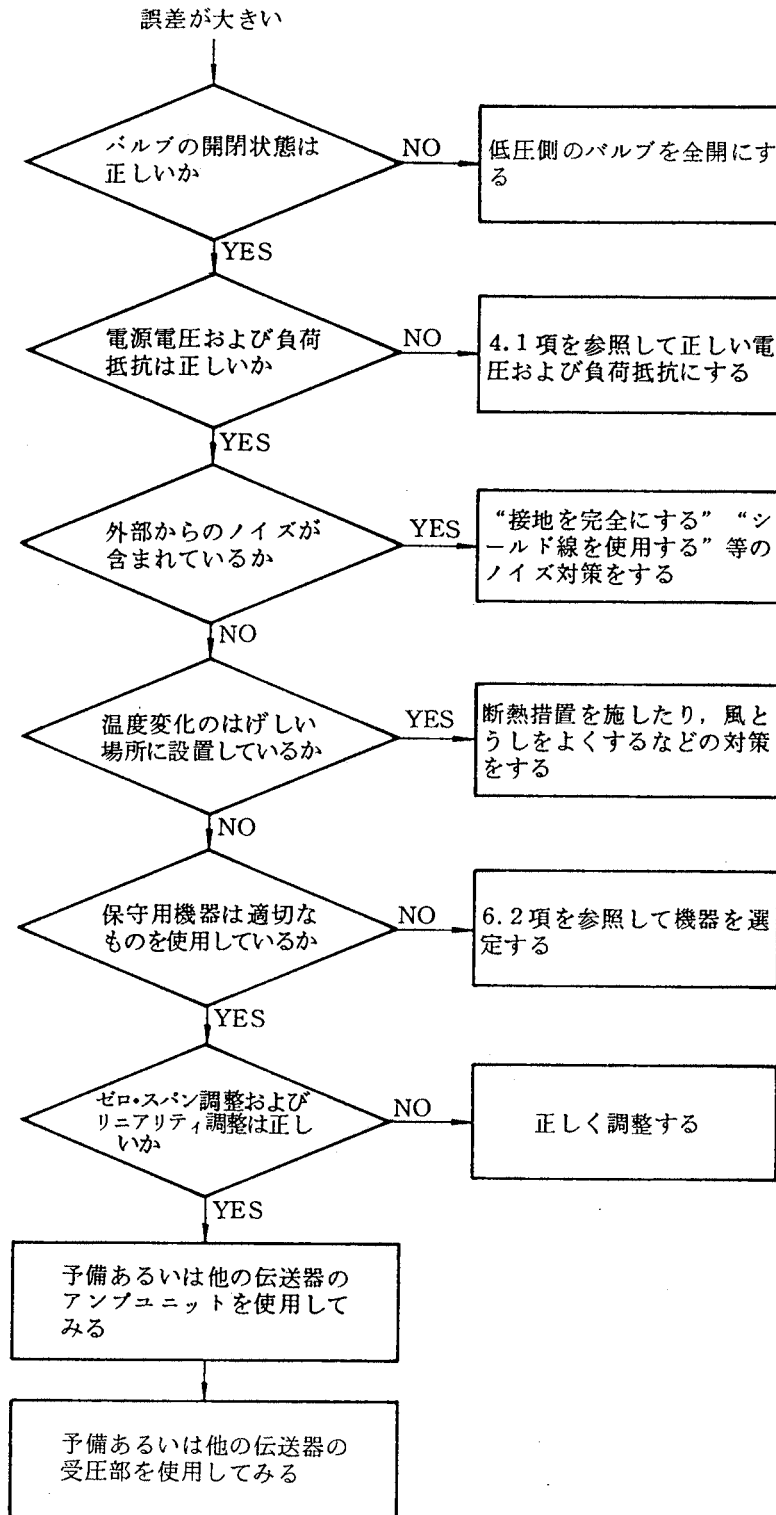 誤差が大きい
バルブの開閉状態は
正しいか
NO
低圧側のバルブを全開にす
る
YES
電源電圧および負荷
抵抗は正しいか
NO
4.1項を参照して正しい電
圧および負荷抵抗にする
YES
外部からのノイズが
含まれているか
YES
“接地を完全にする” “シ
ールド線を使用する” 等の
ノイズ対策をする
NO
温度変化のはげしい
場所に設置しているか
YES
断熱措置を施したり，風と
うしをよくするなどの対策
をする
NO
保守用機器は適切な
ものを使用しているか
NO
6.2項を参照して機器を選
定する
YES
ゼロ・スパン調整および
リニアリティ調整は正し
いか
NO
正しく調整する
YES
予備あるいは他の伝送器の
アンプユニットを使用して
みる
予備あるいは他の伝送器の
受圧部を使用してみる